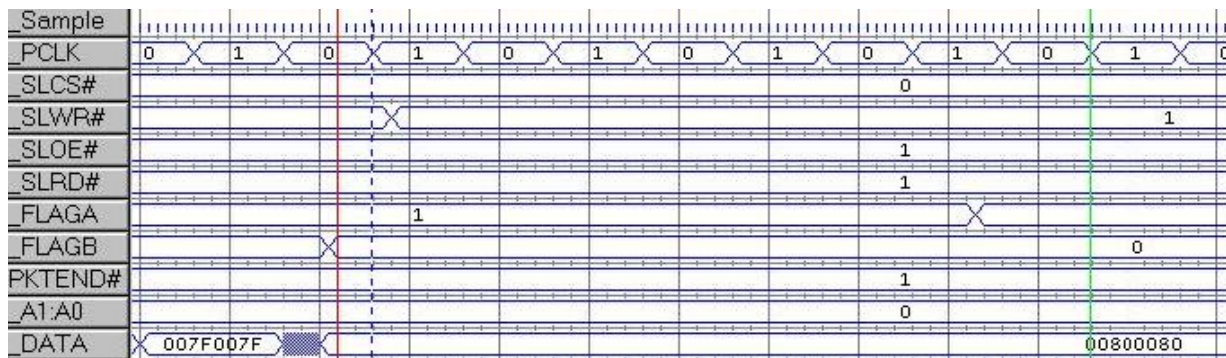 _Sample
_PCLK 0 1 0 1 0 1 0 1 0 1 0 1
_SLCS# 0
_SLWR# 1
_SLOE# 1
_SLRD# 1
_FLAGA 1
_FLAGB 0
PKTEND# 1
_A1:A0 0
_DATA 007F007F 00800080